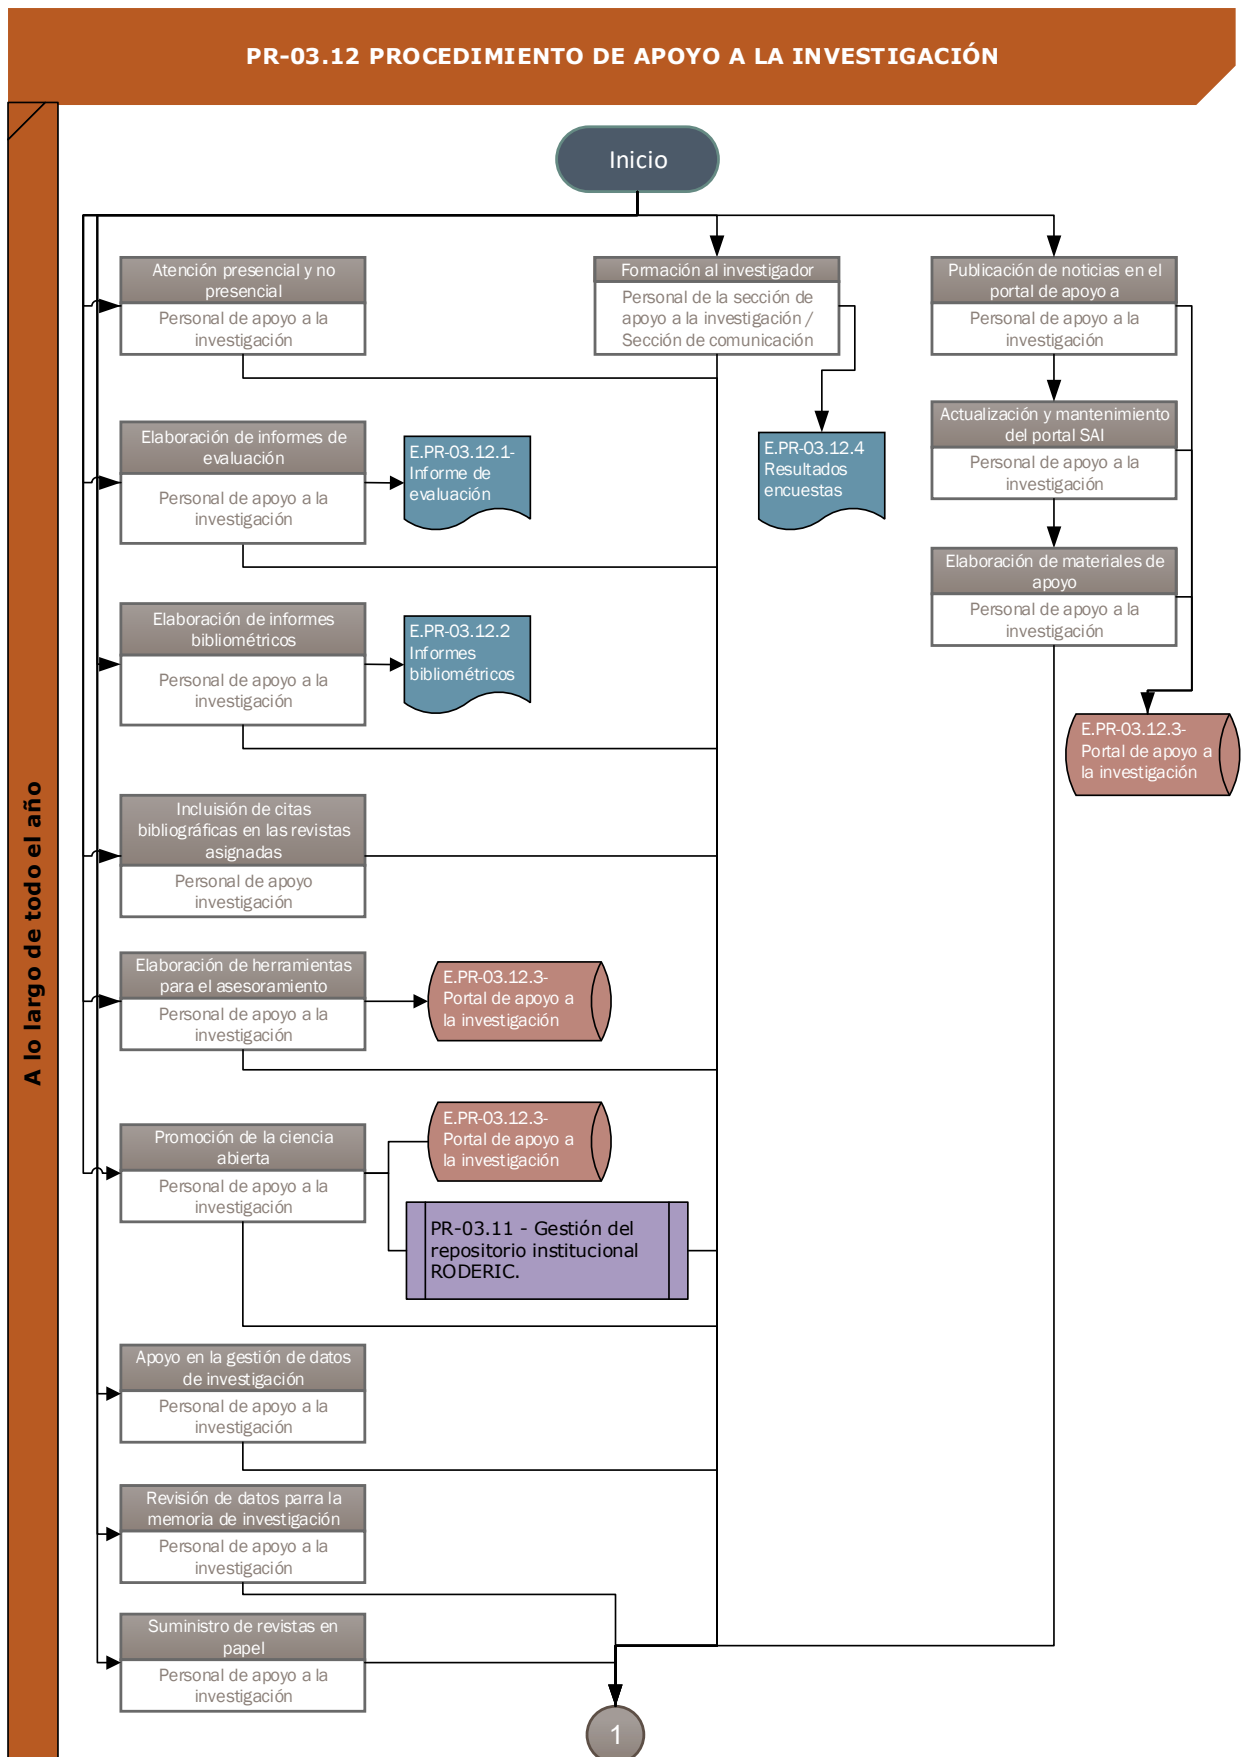 PR-03.12 PROCEDIMIENTO DE APOYO A LA INVESTIGACIÓN
A lo largo de todo el año
Inicio
Atención presencial y no
presencial
Personal de apoyo a la
investigación
Formación al investigador
Personal de la sección de
apoyo a la investigación /
Sección de comunicación
Publicación de noticias en el
portal de apoyo a
Personal de apoyo a la
investigación
Elaboración de informes de
evaluación
Personal de apoyo a la
investigación
E.PR-03.12.1-
Informe de
evaluación
E.PR-03.12.4
Resultados
encuestas
Actualización y mantenimiento
del portal SAI
Personal de apoyo a la
investigación
Elaboración de materiales de
apoyo
Personal de apoyo a la
investigación
Elaboración de informes
bibliométricos
Personal de apoyo a la
investigación
E.PR-03.12.2
Informes
bibliométricos
E.PR-03.12.3-
Portal de apoyo a
la investigación
Incluisión de citas
bibliográficas en las revistas
asignadas
Personal de apoyo
investigación
Elaboración de herramientas
para el asesoramiento
Personal de apoyo a la
investigación
E.PR-03.12.3-
Portal de apoyo a
la investigación
Promoción de la ciencia
abierta
Personal de apoyo a la
investigación
E.PR-03.12.3-
Portal de apoyo a
la investigación
PR-03.11 - Gestión del
repositorio institucional
RODERIC.
Apoyo en la gestión de datos
de investigación
Personal de apoyo a la
investigación
Revisión de datos parra la
memoria de investigación
Personal de apoyo a la
investigación
Suministro de revistas en
papel
Personal de apoyo a la
investigación
1